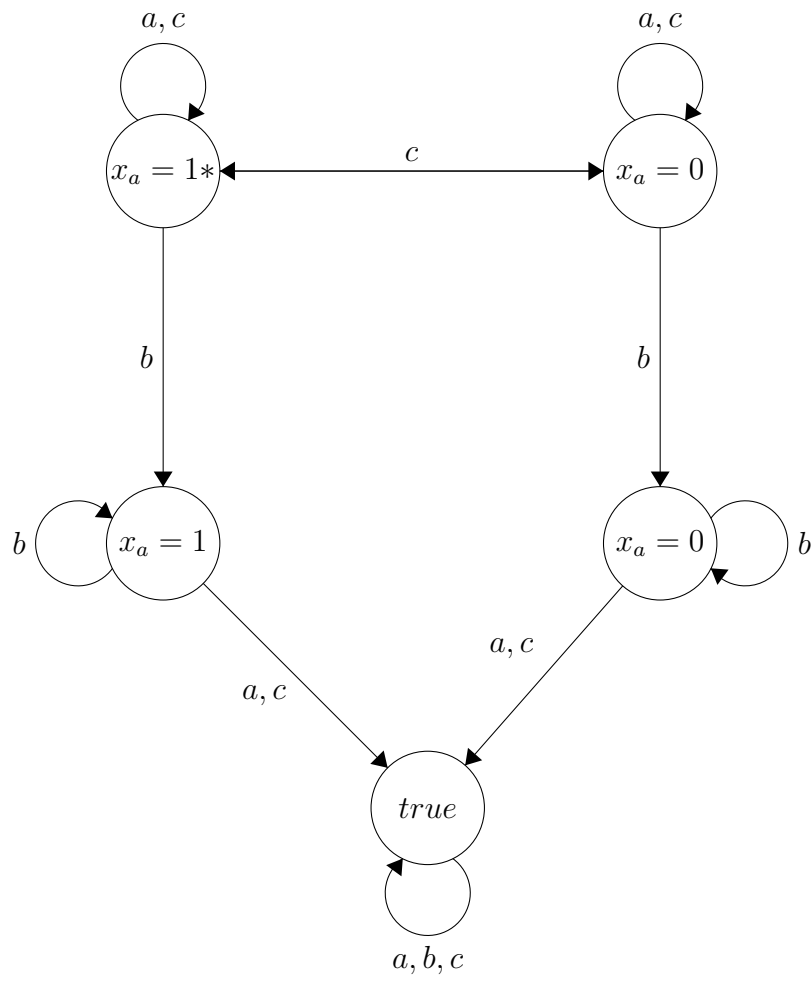 a, c
a, c
x_a = 1*
c
x_a = 0
b
b
b
x_a = 1
x_a = 0
b
a, c
a, c
true
a, b, c